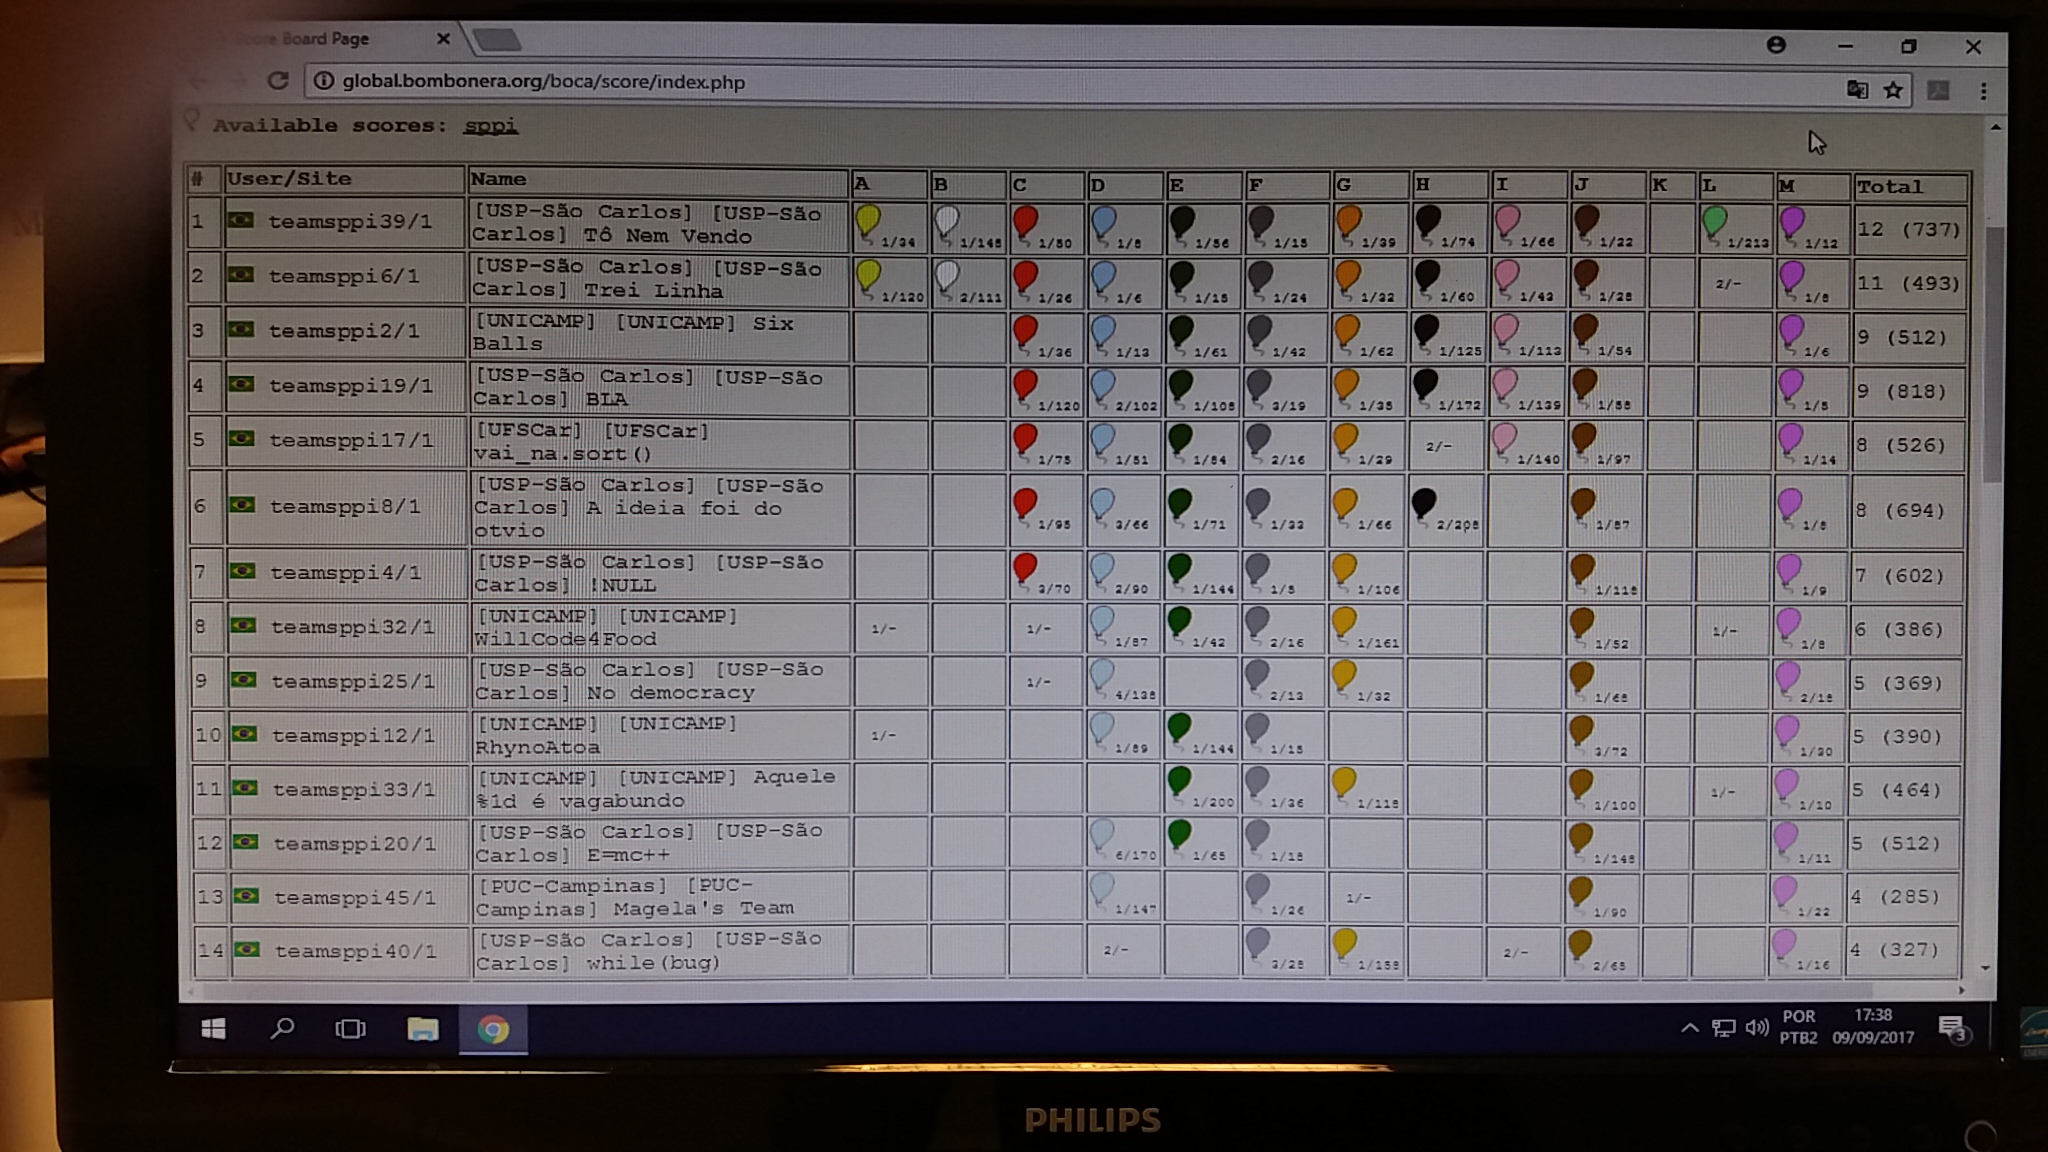 Score Board Page
global.bombonera.org/boca/score/index.php
Available scores: sppi
# User/Site Name A B C D E F G H I J K L M Total
1 teamsppi39/1 [USP-São Carlos] [USP-São Carlos] Tô Nem Vendo 1/34 1/148 1/50 1/8 1/56 1/15 1/39 1/74 1/66 1/22 1/213 1/12 12 (737)
2 teamsppi6/1 [USP-São Carlos] [USP-São Carlos] Trei Linha 1/120 2/111 1/26 1/6 1/18 1/24 1/32 1/60 1/43 1/28 2/- 1/8 11 (493)
3 teamsppi2/1 [UNICAMP] [UNICAMP] Six Balls 1/36 1/13 1/61 1/42 1/62 1/125 1/113 1/54 1/6 9 (512)
4 teamsppi19/1 [USP-São Carlos] [USP-São Carlos] BLA 1/120 2/102 1/108 3/19 1/35 1/172 1/139 1/58 1/5 9 (818)
5 teamsppi17/1 [UFSCar] [UFSCar] vai_na.sort() 1/75 1/51 1/84 2/16 1/29 2/- 1/140 1/97 1/14 8 (526)
6 teamsppi8/1 [USP-São Carlos] [USP-São Carlos] A ideia foi do otvio 1/95 3/66 1/71 1/33 1/66 2/208 1/87 1/8 8 (694)
7 teamsppi4/1 [USP-São Carlos] [USP-São Carlos] !NULL 3/70 2/90 1/144 1/5 1/106 1/118 1/9 7 (602)
8 teamsppi32/1 [UNICAMP] [UNICAMP] WillCode4Food 1/- 1/- 1/87 1/42 2/16 1/161 1/52 1/- 1/8 6 (386)
9 teamsppi25/1 [USP-São Carlos] [USP-São Carlos] No democracy 1/- 4/138 2/13 1/32 1/68 2/18 5 (369)
10 teamsppi12/1 [UNICAMP] [UNICAMP] RhynoAtoa 1/- 1/89 1/144 1/15 3/72 1/30 5 (390)
11 teamsppi33/1 [UNICAMP] [UNICAMP] Aquele %1d é vagabundo 1/200 1/36 1/118 1/100 1/- 1/10 5 (464)
12 teamsppi20/1 [USP-São Carlos] [USP-São Carlos] E=mc++ 6/170 1/65 1/18 1/148 1/11 5 (512)
13 teamsppi45/1 [PUC-Campinas] [PUC-Campinas] Magela's Team 1/147 1/26 1/- 1/90 1/22 4 (285)
14 teamsppi40/1 [USP-São Carlos] [USP-São Carlos] while(bug) 2/- 3/28 1/158 2/- 2/65 1/16 4 (327)
POR
PTB2
17:38
09/09/2017
3
PHILIPS